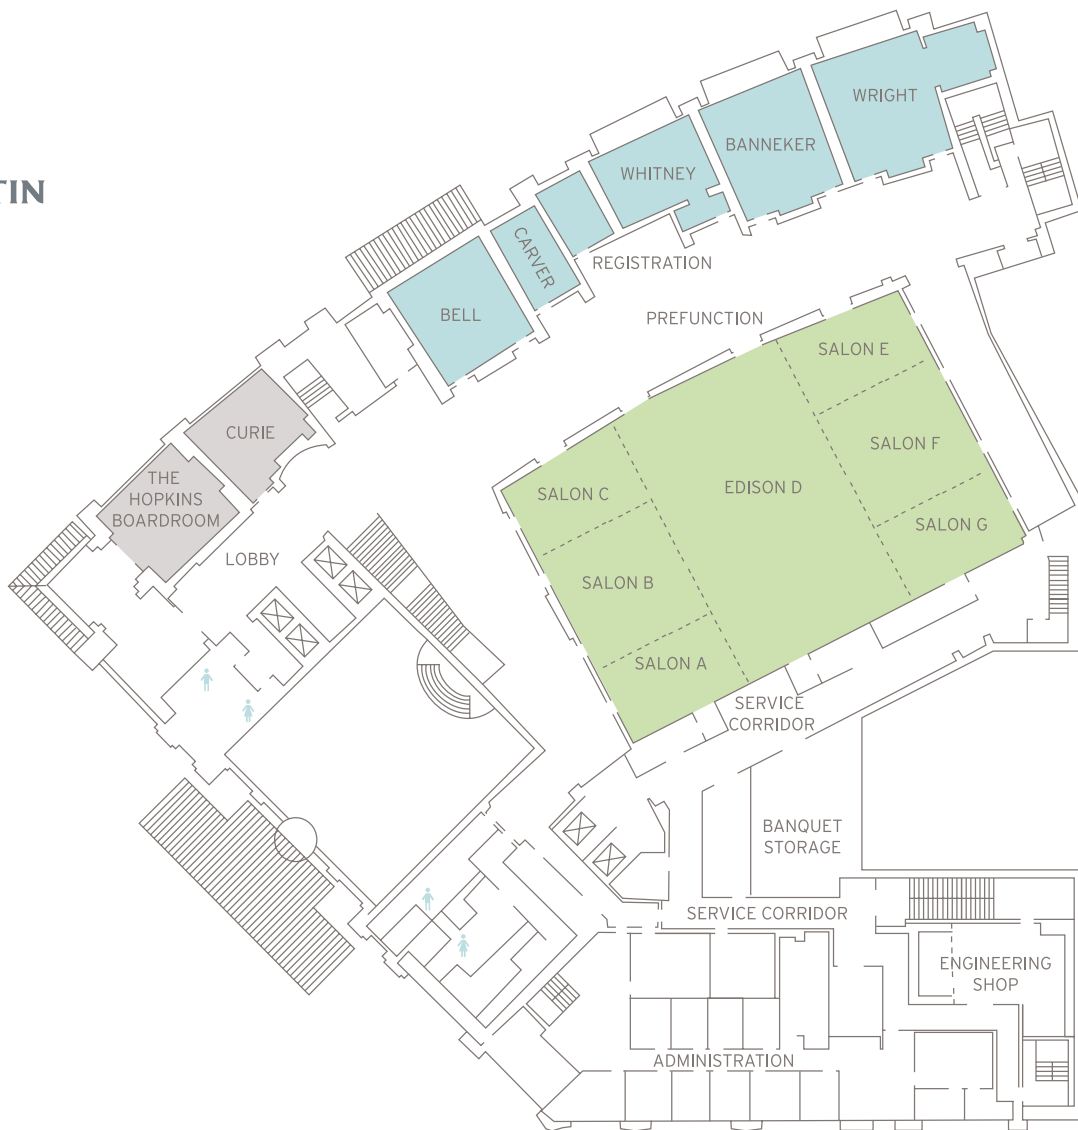 TIN
WRIGHT
BANNEKER
WHITNEY
CARVER
REGISTRATION
BELL
PREFUNCTION
SALON E
CURIE
SALON F
THE
HOPKINS
BOARDROOM
SALON C
EDISON D
SALON G
LOBBY
SALON B
SALON A
SERVICE
CORRIDOR
BANQUET
STORAGE
SERVICE CORRIDOR
ENGINEERING
SHOP
ADMINISTRATION